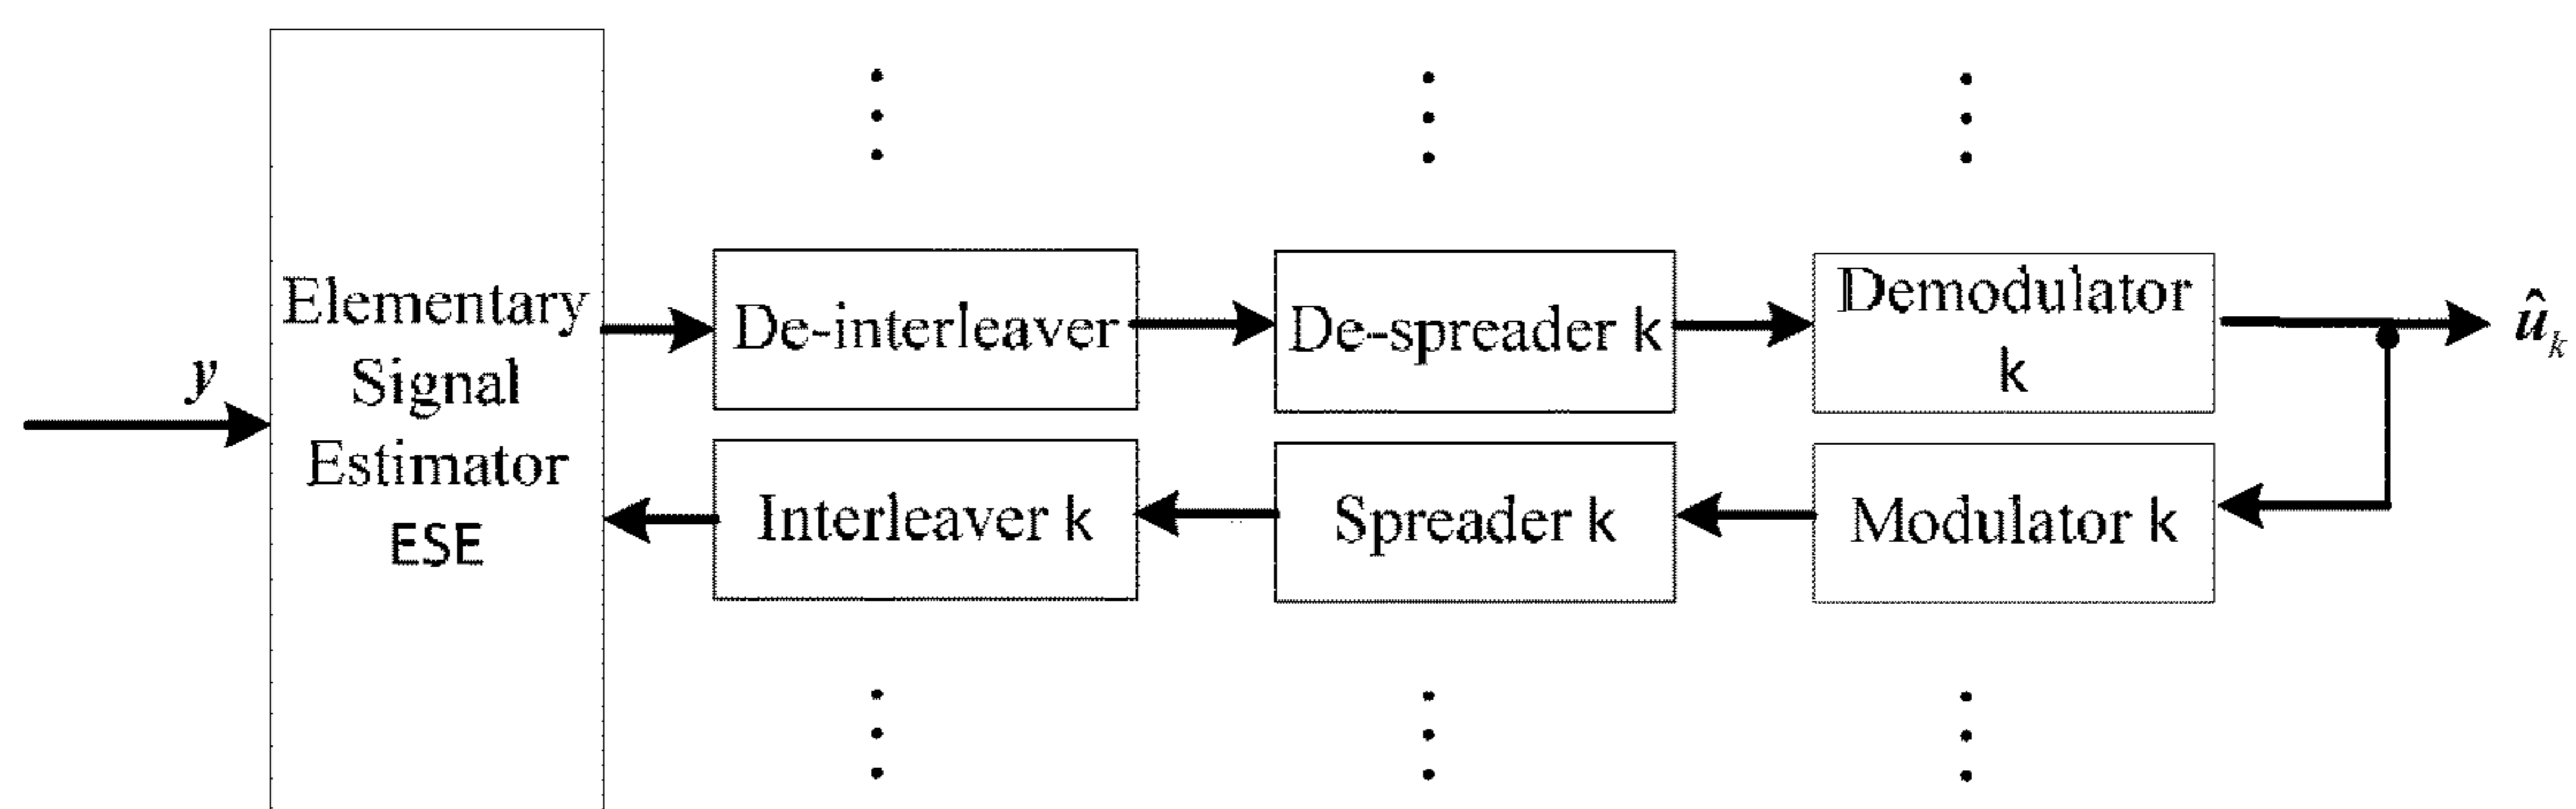 y
Elementary
Signal
Estimator
ESE
De-interleaver
De-spreader k
Demodulator
k
û_k
Interleaver k
Spreader k
Modulator k